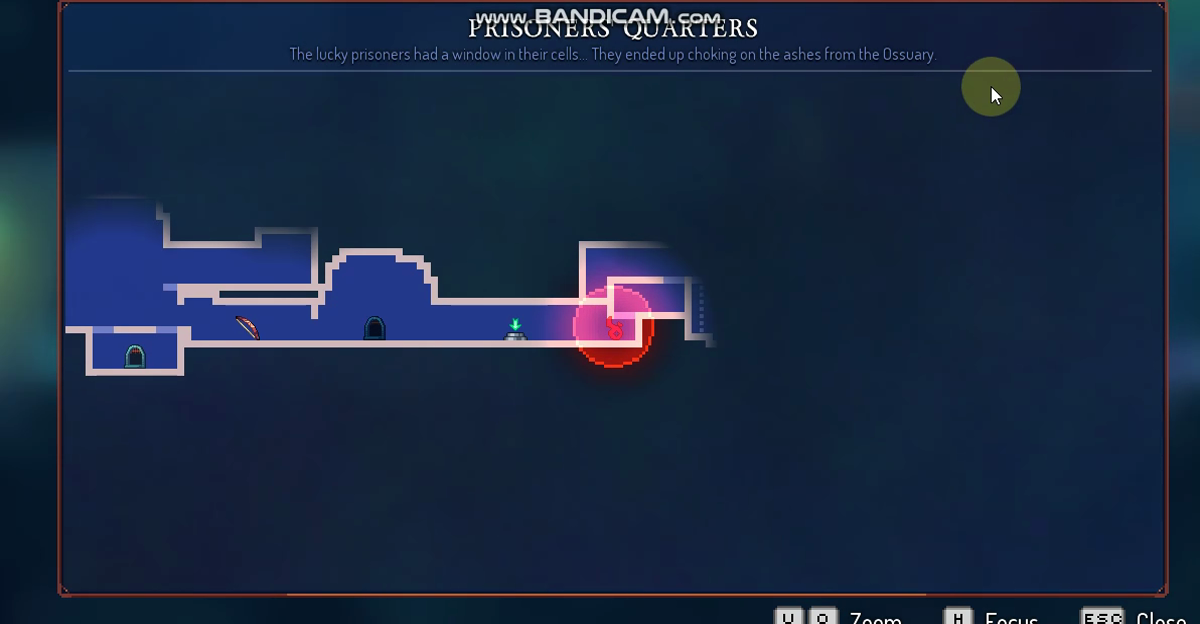 www.BANDICAM.com
PRISONERS' QUARTERS
The lucky prisoners had a window in their cells... They ended up choking on the ashes from the Ossuary.
Zoom
Focus
ESC Close